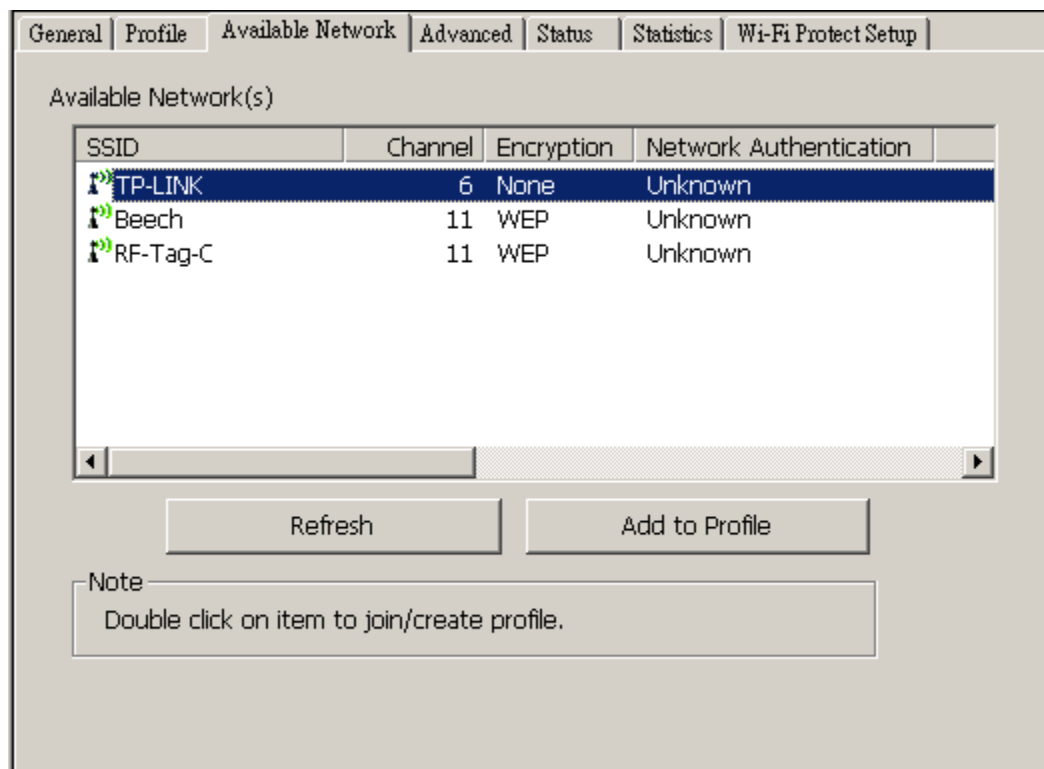 General Profile Available Network Advanced Status Statistics Wi-Fi Protect Setup
Available Network(s)
SSID Channel Encryption Network Authentication
TP-LINK 6 None Unknown
Beech 11 WEP Unknown
RF-Tag-C 11 WEP Unknown
Refresh Add to Profile
Note
Double click on item to join/create profile.